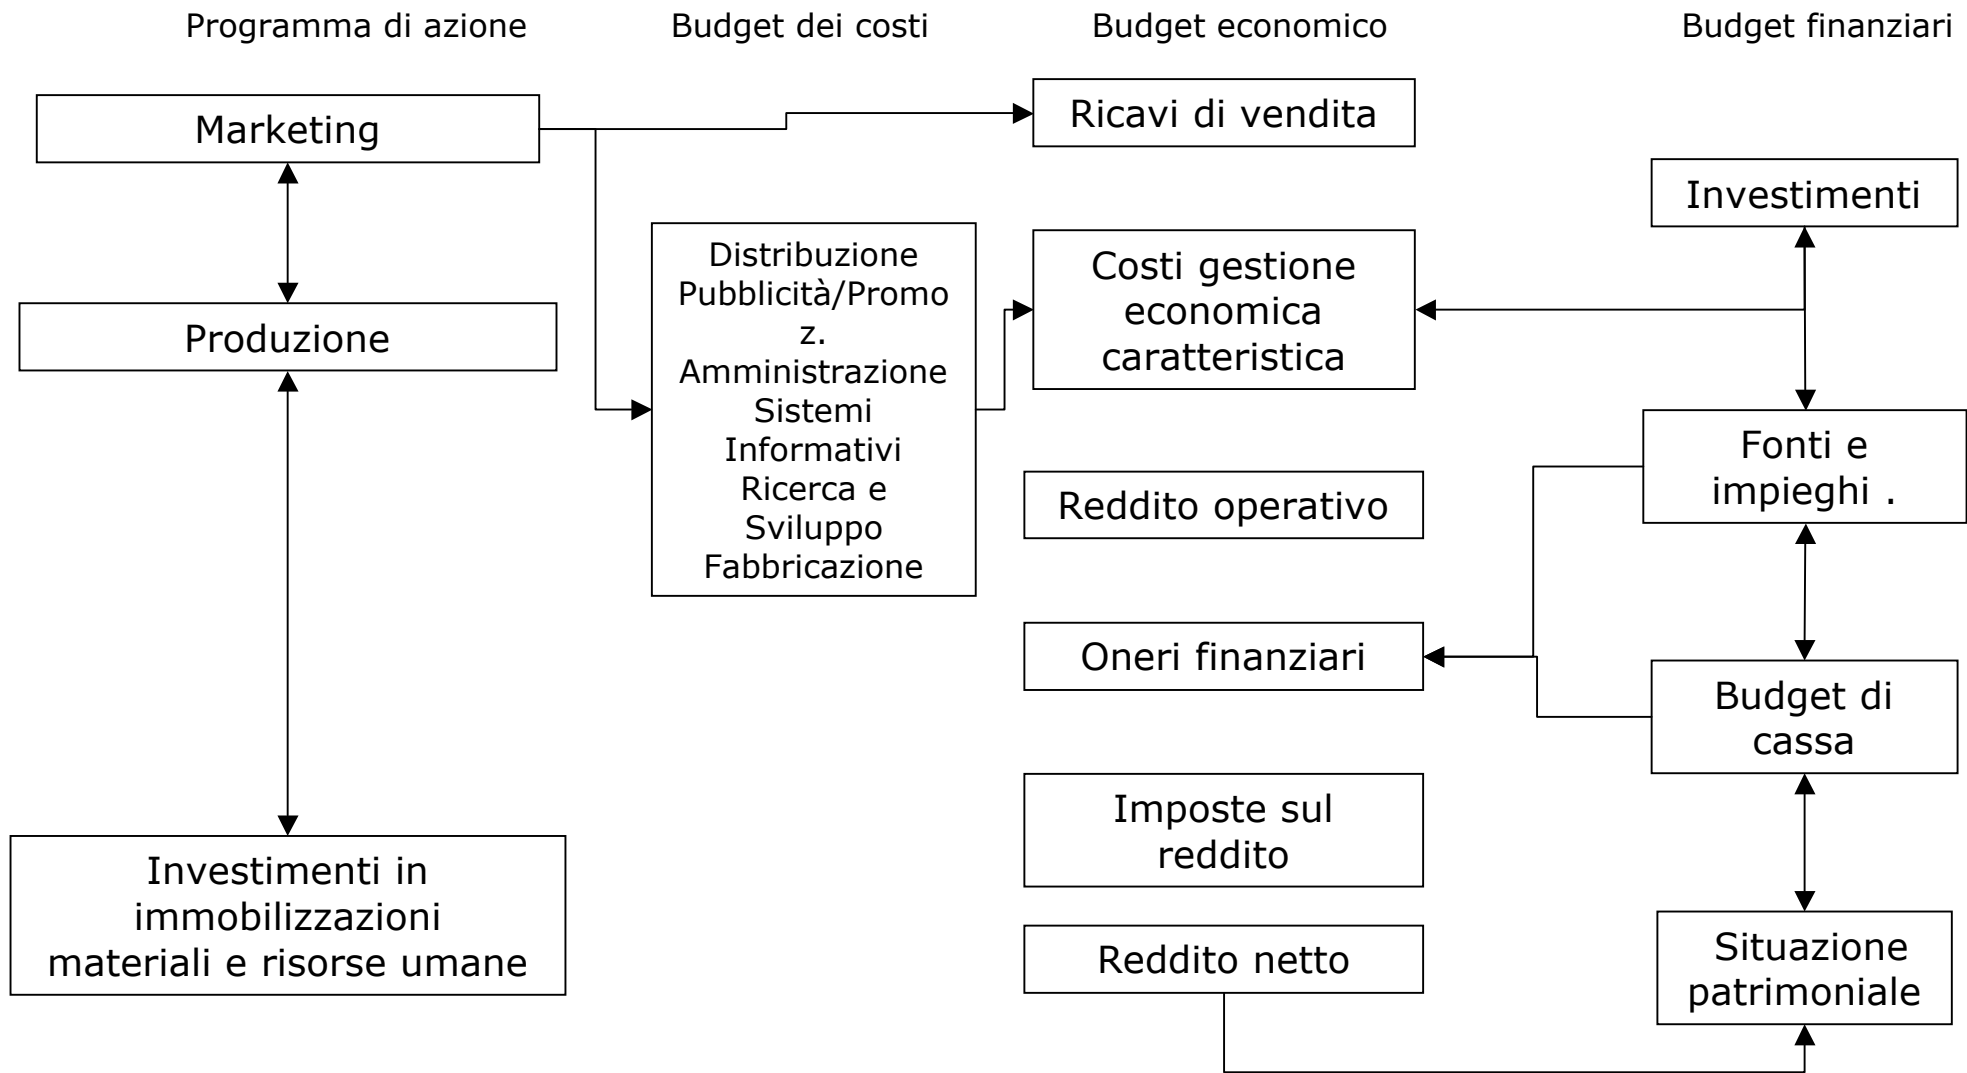 Programma di azione
Budget dei costi
Budget economico
Budget finanziari
Marketing
Produzione
Investimenti in
immobilizzazioni
materiali e risorse umane
Distribuzione
Pubblicità/Promo
z.
Amministrazione
Sistemi
Informativi
Ricerca e
Sviluppo
Fabbricazione
Ricavi di vendita
Costi gestione
economica
caratteristica
Reddito operativo
Oneri finanziari
Imposte sul
reddito
Reddito netto
Investimenti
Fonti e
impieghi .
Budget di
cassa
Situazione
patrimoniale